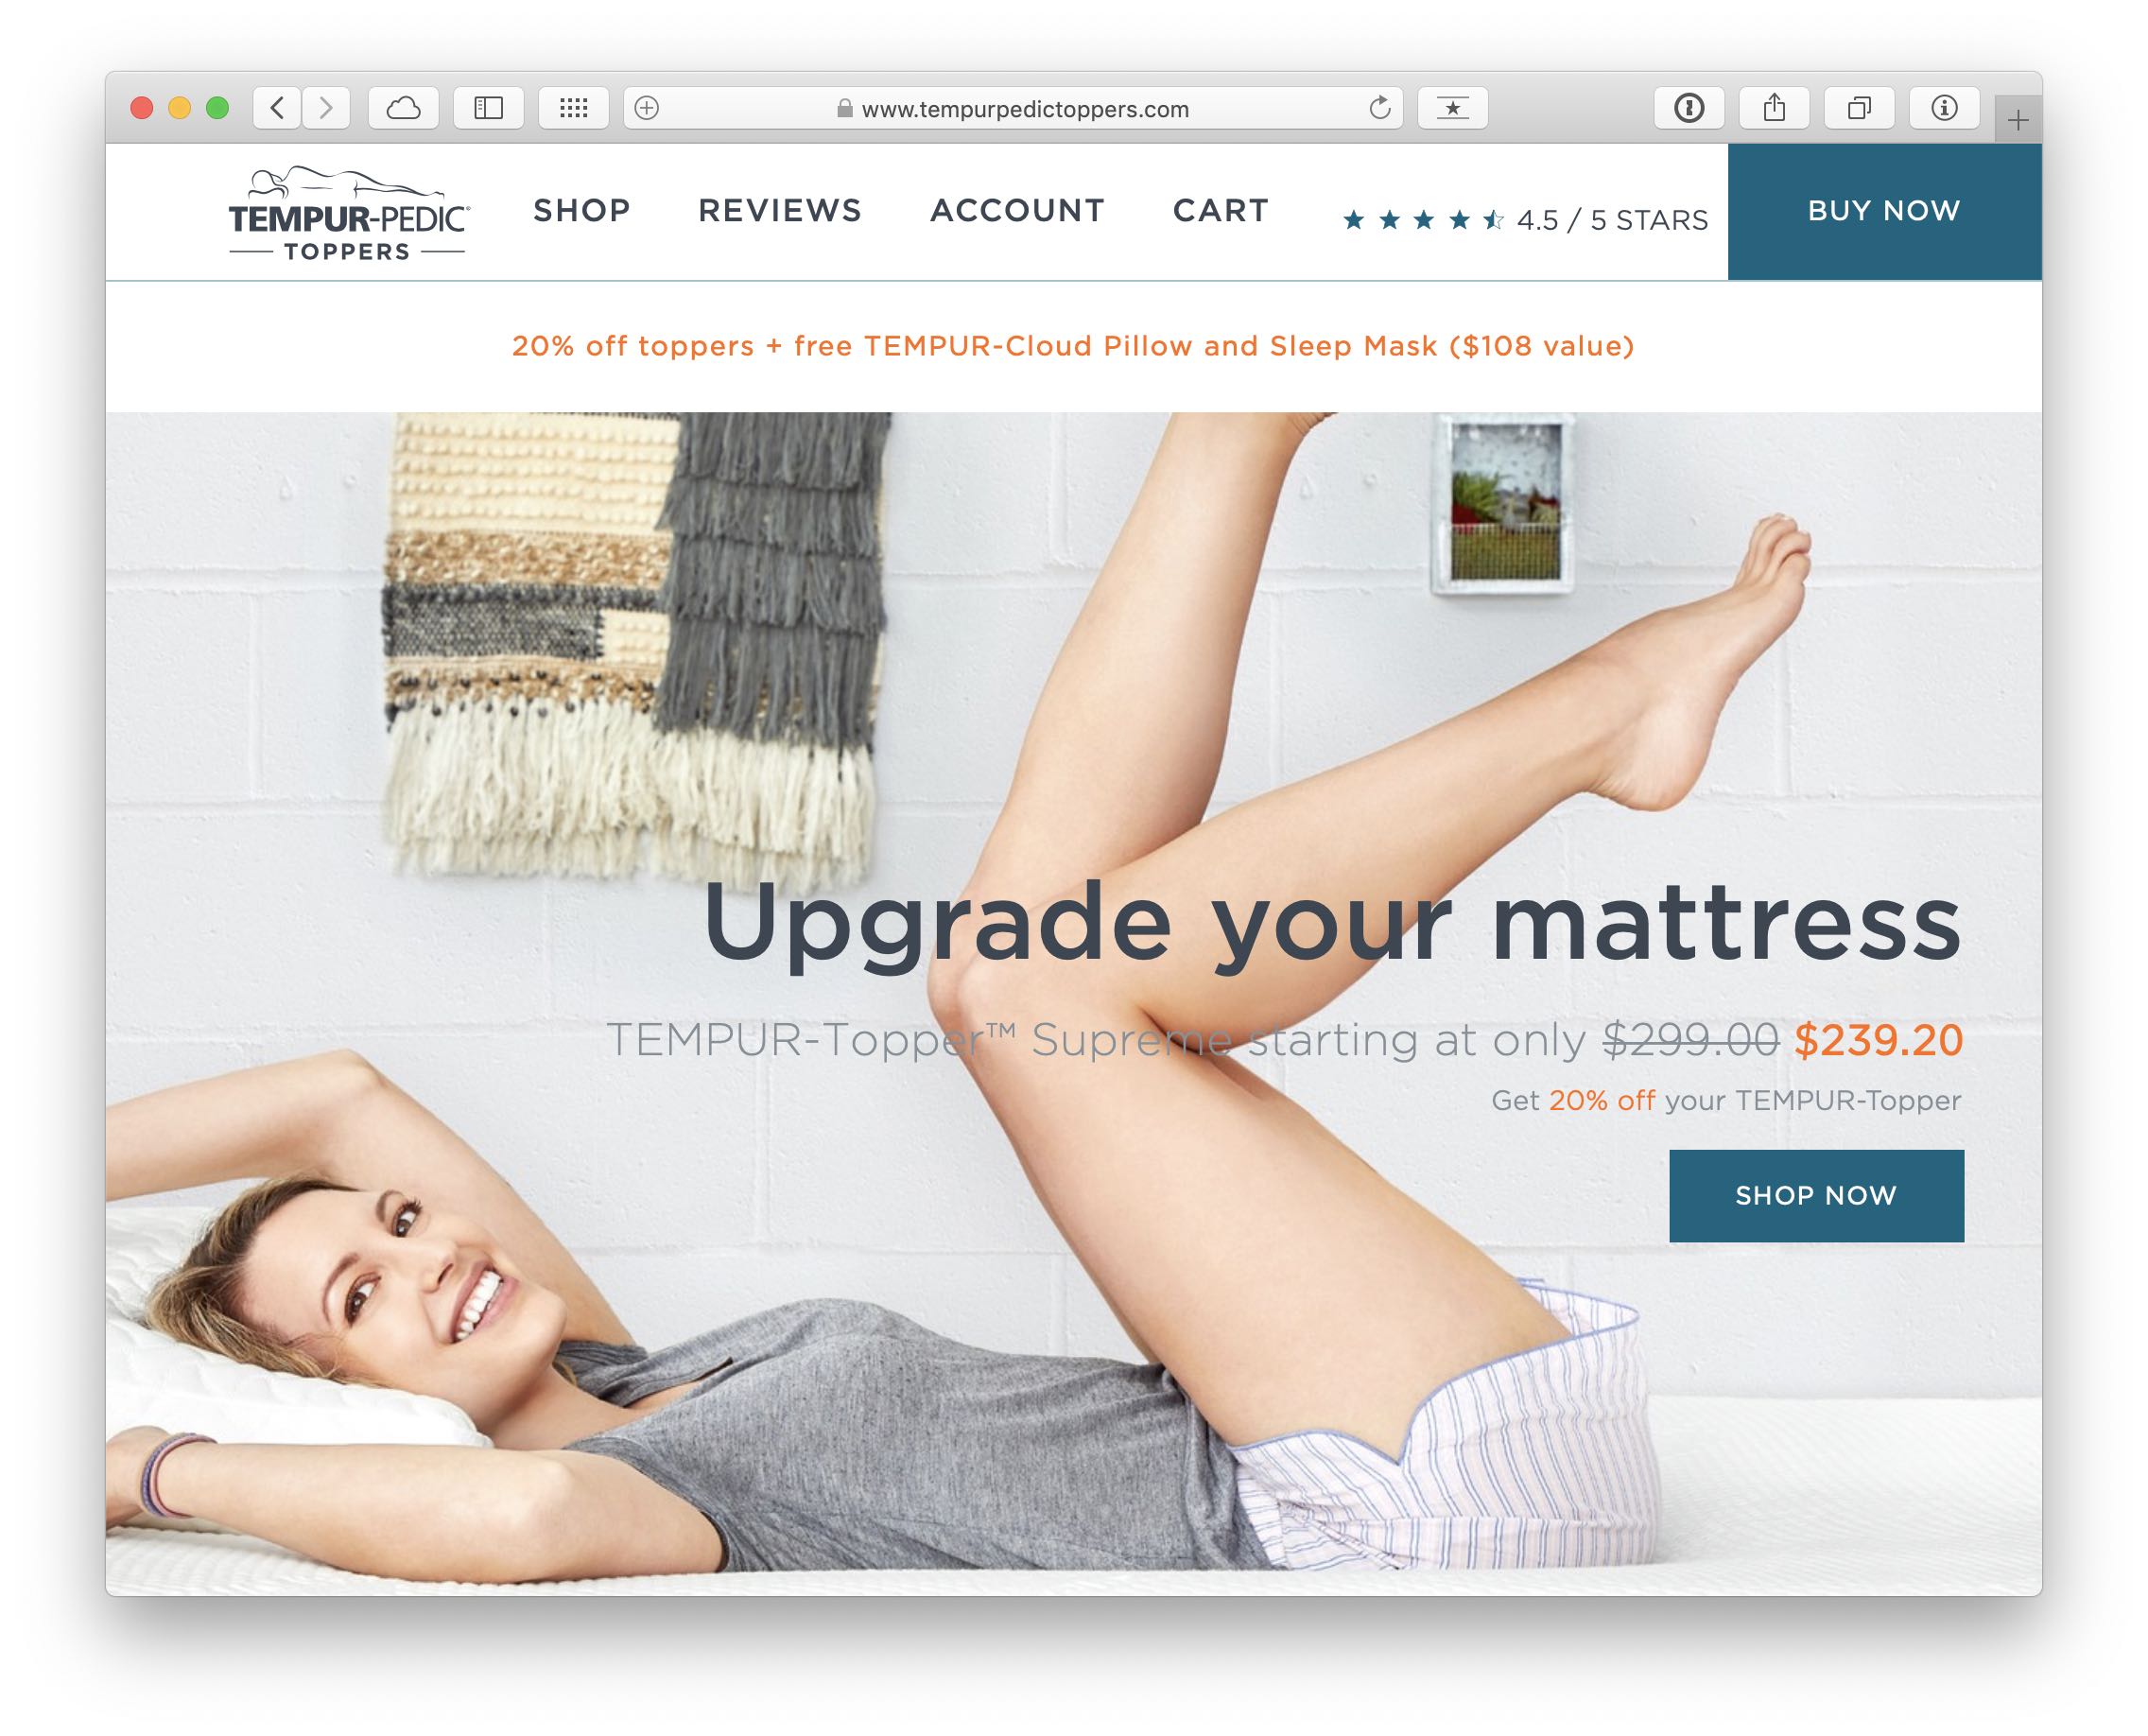 www.tempurpedictoppers.com
TEMPUR-PEDIC®
TOPPERS
SHOP
REVIEWS
ACCOUNT
CART
4.5 / 5 STARS
BUY NOW
20% off toppers + free TEMPUR-Cloud Pillow and Sleep Mask ($108 value)
Upgrade your mattress
TEMPUR-Topper™ Supreme starting at only $299.00 $239.20
Get 20% off your TEMPUR-Topper
SHOP NOW